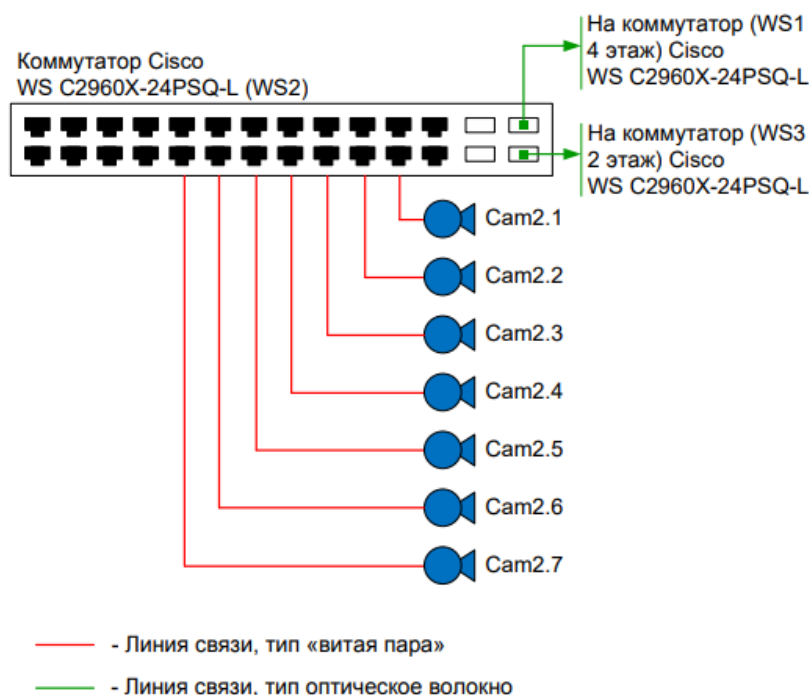 На коммутатор (WS1
4 этаж) Cisco
WS C2960X-24PSQ-L
Коммутатор Cisco
WS C2960X-24PSQ-L (WS2)
На коммутатор (WS3
2 этаж) Cisco
WS C2960X-24PSQ-L
Cam2.1
Cam2.2
Cam2.3
Cam2.4
Cam2.5
Cam2.6
Cam2.7
- Линия связи, тип «витая пара»
- Линия связи, тип оптическое волокно